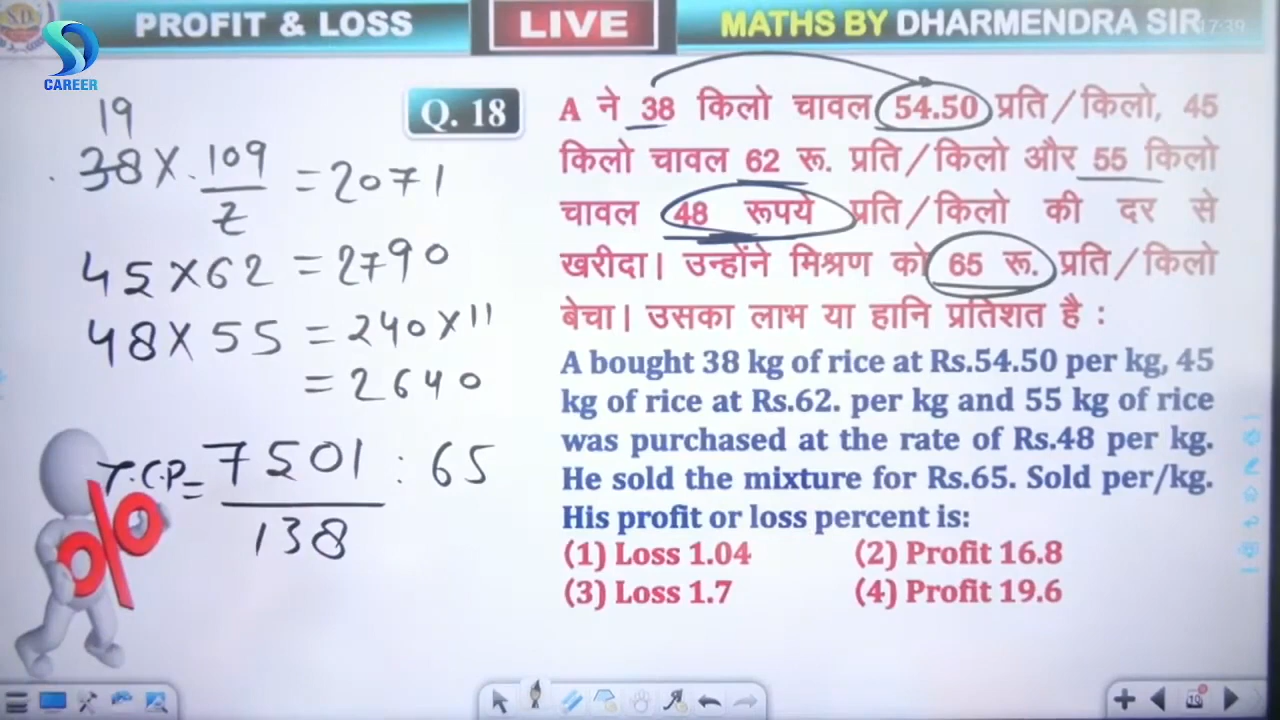 PROFIT & LOSS
LIVE
MATHS BY DHARMENDRA SIR
17:39
S.D.
CAREER
Q. 18
19
38 × 109/2 = 2071
45 × 62 = 2790
48 × 55 = 240 × 11
= 2640
T.C.P = 7501/138 : 65
A ने 38 किलो चावल 54.50 प्रति/किलो, 45
किलो चावल 62 रू. प्रति/किलो और 55 किलो
चावल 48 रूपये प्रति/किलो की दर से
खरीदा। उन्होंने मिश्रण को 65 रू. प्रति/किलो
बेचा। उसका लाभ या हानि प्रतिशत है :
A bought 38 kg of rice at Rs.54.50 per kg, 45
kg of rice at Rs.62. per kg and 55 kg of rice
was purchased at the rate of Rs.48 per kg.
He sold the mixture for Rs.65. Sold per/kg.
His profit or loss percent is:
(1) Loss 1.04 (2) Profit 16.8
(3) Loss 1.7 (4) Profit 19.6
%
10